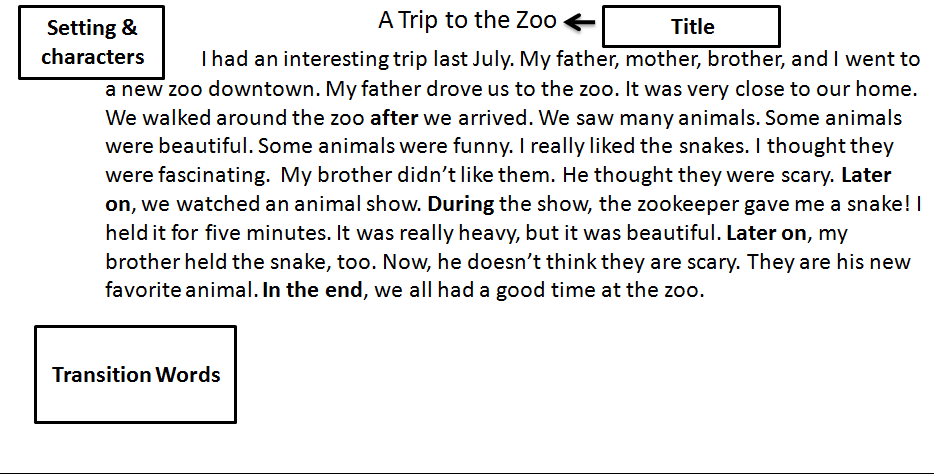 A Trip to the Zoo
Title
Setting &
characters
I had an interesting trip last July. My father, mother, brother, and I went to
a new zoo downtown. My father drove us to the zoo. It was very close to our home.
We walked around the zoo after we arrived. We saw many animals. Some animals
were beautiful. Some animals were funny. I really liked the snakes. I thought they
were fascinating.  My brother didn’t like them. He thought they were scary. Later
on, we watched an animal show. During the show, the zookeeper gave me a snake! I
held it for five minutes. It was really heavy, but it was beautiful. Later on, my
brother held the snake, too. Now, he doesn’t think they are scary. They are his new
favorite animal. In the end, we all had a good time at the zoo.
Transition Words